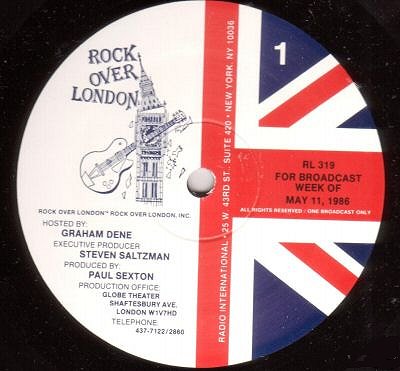 ROCK
OVER
LONDON
ROCK OVER LONDON™ ROCK OVER LONDON, INC.
HOSTED BY:
GRAHAM DENE
EXECUTIVE PRODUCER
STEVEN SALTZMAN
PRODUCED BY:
PAUL SEXTON
PRODUCTION OFFICE:
GLOBE THEATER
SHAFTESBURY AVE.
LONDON W1V7HD
TELEPHONE:
437-7122/2860
RADIO INTERNATIONAL • 25 W. 43RD ST. SUITE 420 • NEW YORK, NY 10036
1
RL 319
FOR BROADCAST
WEEK OF
MAY 11, 1986
ALL RIGHTS RESERVED / ONE BROADCAST ONLY